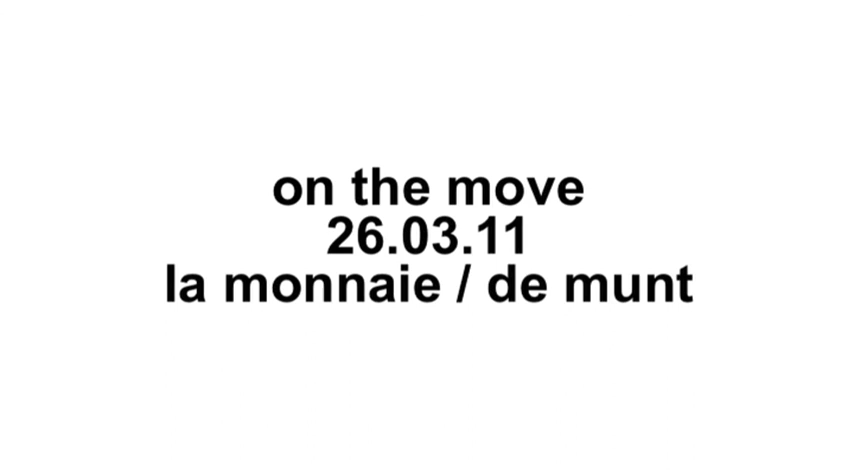 on the move
26.03.11
la monnaie / de munt